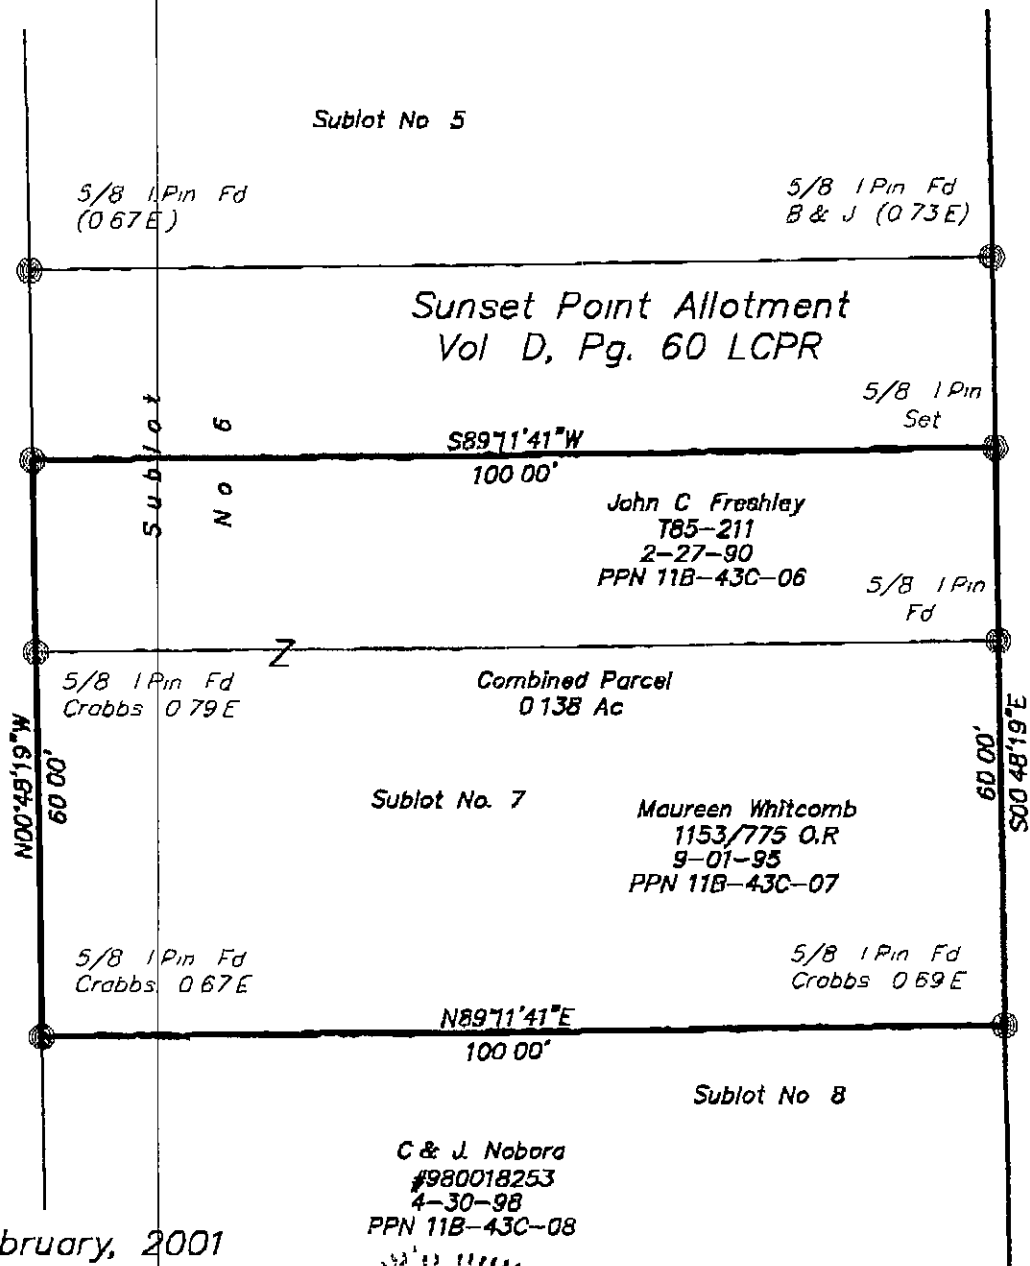 Sublot No 5
5/8 I Pin Fd
(0 67 E)
5/8 I Pin Fd
B & J (0 73 E)
Sunset Point Allotment
Vol D, Pg. 60 LCPR
5/8 I Pin
Set
Sublot
No 6
S89°11'41"W
100 00'
John C Freshley
T85-211
2-27-90
PPN 11B-43C-06
5/8 I Pin
Fd
Z
5/8 I Pin Fd
Crabbs 0 79 E
Combined Parcel
0 138 Ac
N00°48'19"W
60 00'
60 00'
S00 48'19"E
Sublot No. 7
Maureen Whitcomb
1153/775 O.R
9-01-95
PPN 11B-43C-07
5/8 I Pin Fd
Crabbs 0 67 E
5/8 I Pin Fd
Crabbs 0 69 E
N89°11'41"E
100 00'
Sublot No 8
C & J. Nobora
#980018253
4-30-98
PPN 11B-43C-08
bruary, 2001